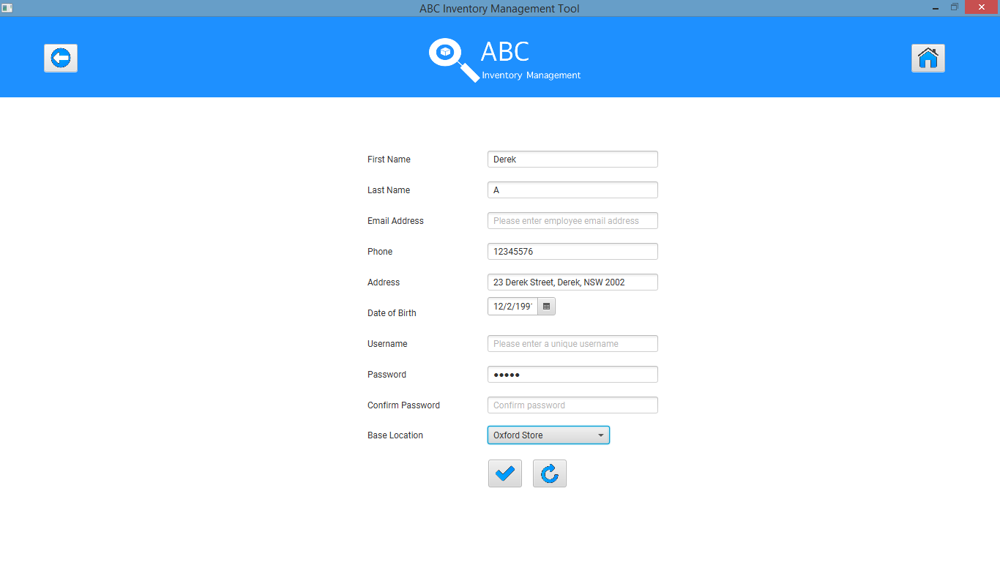 ABC Inventory Management Tool
ABC
Inventory Management
First Name Derek
Last Name A
Email Address Please enter employee email address
Phone 12345576
Address 23 Derek Street, Derek, NSW 2002
Date of Birth 12/2/199
Username Please enter a unique username
Password •••••
Confirm Password Confirm password
Base Location Oxford Store